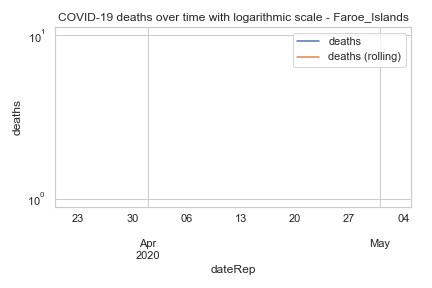 COVID-19 deaths over time with logarithmic scale - Faroe_Islands
10¹
deaths
deaths (rolling)
deaths
10⁰
23 30 06 13 20 27 04
Apr May
2020
dateRep